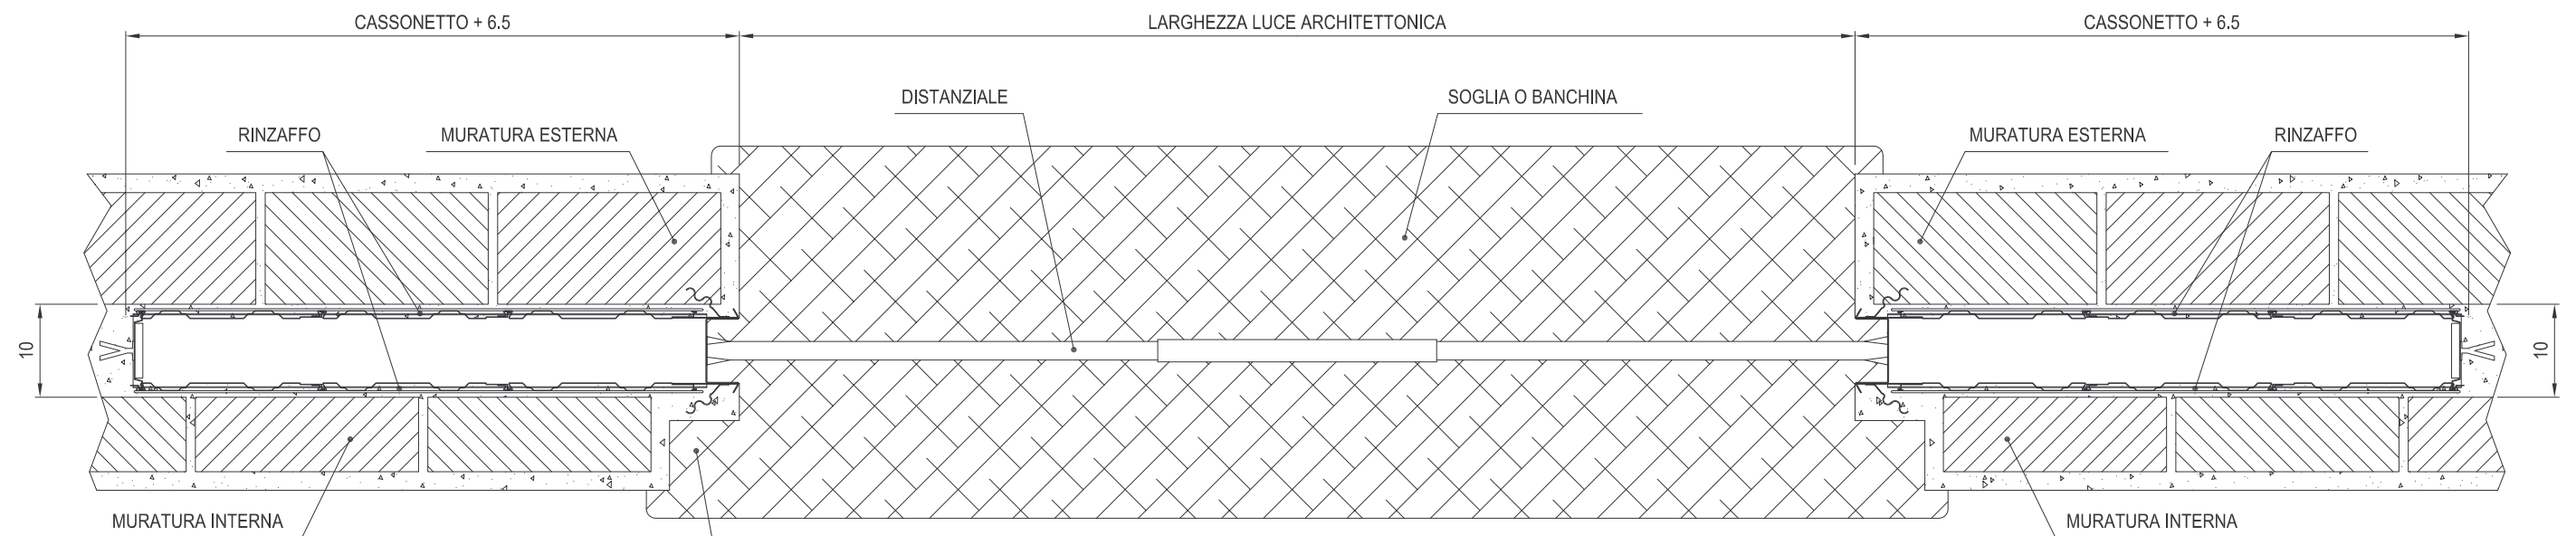 CASSONETTO + 6.5
LARGHEZZA LUCE ARCHITETTONICA
CASSONETTO + 6.5
DISTANZIALE
SOGLIA O BANCHINA
RINZAFFO
MURATURA ESTERNA
MURATURA ESTERNA
RINZAFFO
10
10
MURATURA INTERNA
MURATURA INTERNA